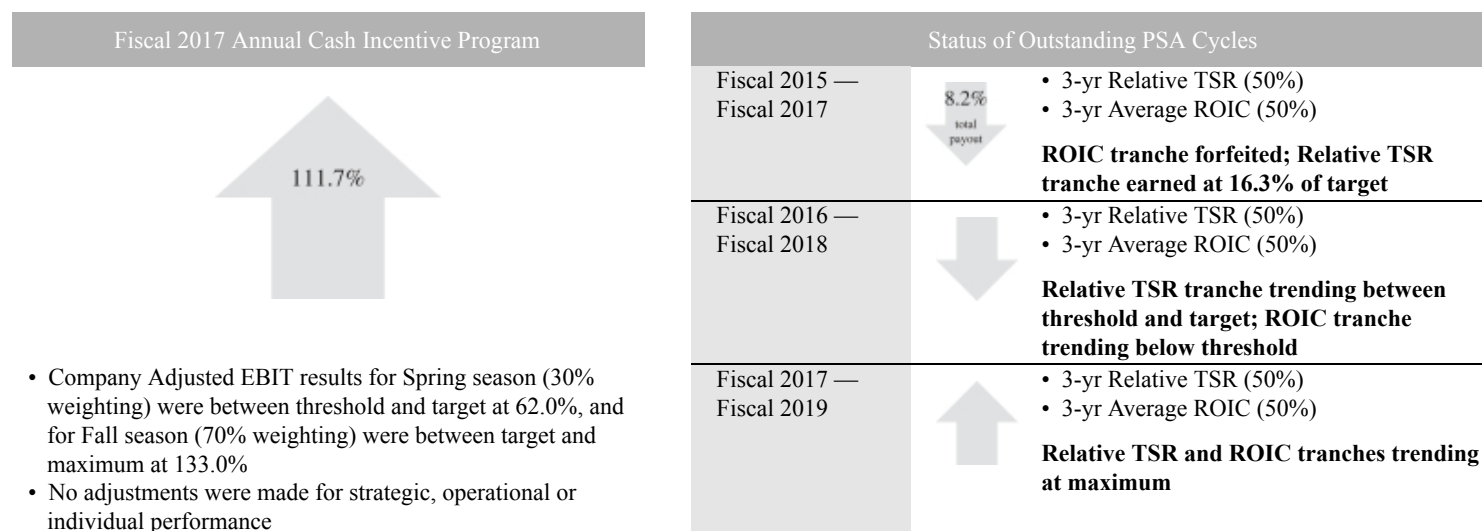 Fiscal 2017 Annual Cash Incentive Program
111.7%
• Company Adjusted EBIT results for Spring season (30%
weighting) were between threshold and target at 62.0%, and
for Fall season (70% weighting) were between target and
maximum at 133.0%
• No adjustments were made for strategic, operational or
individual performance
Status of Outstanding PSA Cycles
Fiscal 2015 —
Fiscal 2017
8.2%
total
payout
• 3-yr Relative TSR (50%)
• 3-yr Average ROIC (50%)
ROIC tranche forfeited; Relative TSR
tranche earned at 16.3% of target
Fiscal 2016 —
Fiscal 2018
• 3-yr Relative TSR (50%)
• 3-yr Average ROIC (50%)
Relative TSR tranche trending between
threshold and target; ROIC tranche
trending below threshold
Fiscal 2017 —
Fiscal 2019
• 3-yr Relative TSR (50%)
• 3-yr Average ROIC (50%)
Relative TSR and ROIC tranches trending
at maximum